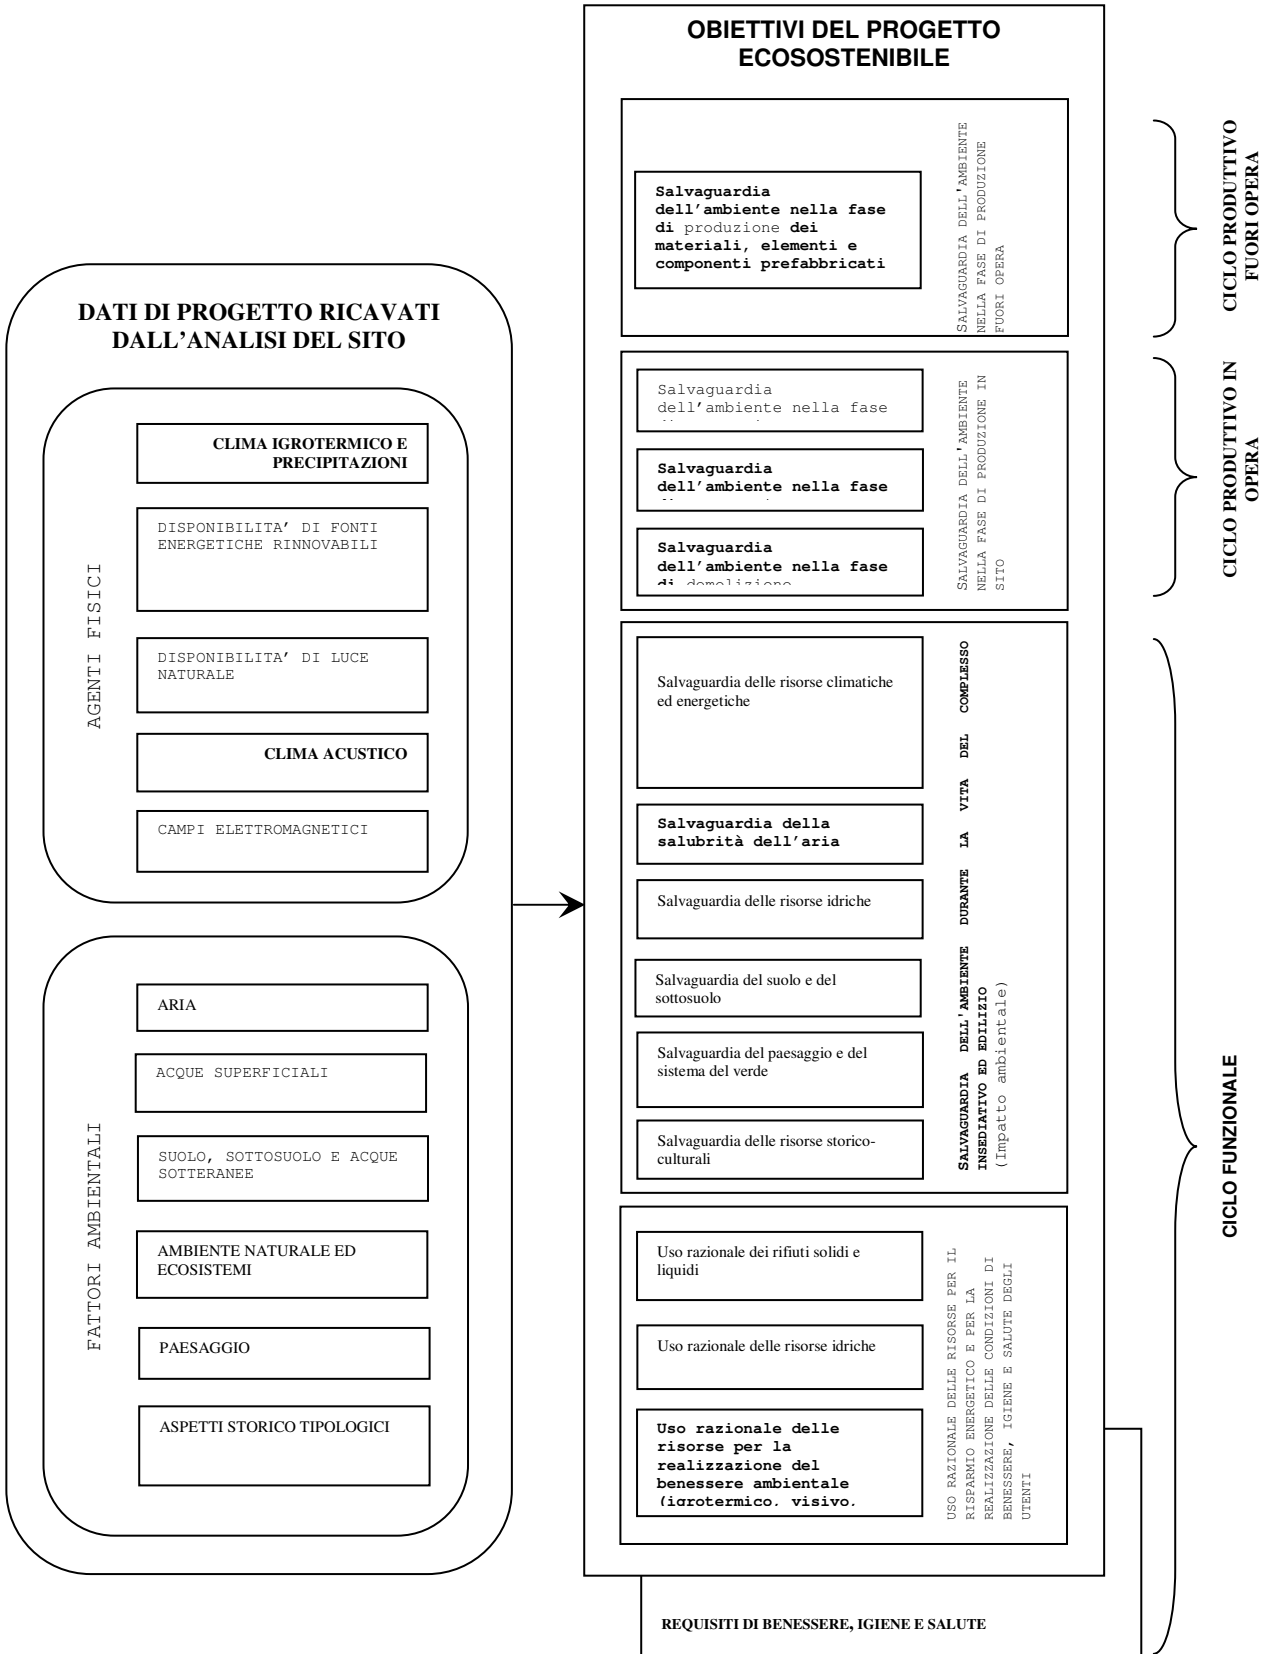 DATI DI PROGETTO RICAVATI
DALL'ANALISI DEL SITO
AGENTI FISICI
CLIMA IGROTERMICO E
PRECIPITAZIONI
DISPONIBILITA' DI FONTI
ENERGETICHE RINNOVABILI
DISPONIBILITA' DI LUCE
NATURALE
CLIMA ACUSTICO
CAMPI ELETTROMAGNETICI
FATTORI AMBIENTALI
ARIA
ACQUE SUPERFICIALI
SUOLO, SOTTOSUOLO E ACQUE
SOTTERANEE
AMBIENTE NATURALE ED
ECOSISTEMI
PAESAGGIO
ASPETTI STORICO TIPOLOGICI
OBIETTIVI DEL PROGETTO
ECOSOSTENIBILE
Salvaguardia
dell'ambiente nella fase
di produzione dei
materiali, elementi e
componenti prefabbricati
SALVAGUARDIA DELL'AMBIENTE
NELLA FASE DI PRODUZIONE
FUORI OPERA
CICLO PRODUTTIVO
FUORI OPERA
Salvaguardia
dell'ambiente nella fase
Salvaguardia
dell'ambiente nella fase
Salvaguardia
dell'ambiente nella fase
di demolizione
SALVAGUARDIA DELL'AMBIENTE
NELLA FASE DI PRODUZIONE IN
SITO
CICLO PRODUTTIVO IN
OPERA
Salvaguardia delle risorse climatiche
ed energetiche
Salvaguardia della
salubrità dell'aria
Salvaguardia delle risorse idriche
Salvaguardia del suolo e del
sottosuolo
Salvaguardia del paesaggio e del
sistema del verde
Salvaguardia delle risorse storico-
culturali
SALVAGUARDIA DELL'AMBIENTE DURANTE LA VITA DEL COMPLESSO
INSEDIATIVO ED EDILIZIO
(Impatto ambientale)
CICLO FUNZIONALE
Uso razionale dei rifiuti solidi e
liquidi
Uso razionale delle risorse idriche
Uso razionale delle
risorse per la
realizzazione del
benessere ambientale
(igrotermico, visivo,
USO RAZIONALE DELLE RISORSE PER IL
RISPARMIO ENERGETICO E PER LA
REALIZZAZIONE DELLE CONDIZIONI DI
BENESSERE, IGIENE E SALUTE DEGLI
UTENTI
REQUISITI DI BENESSERE, IGIENE E SALUTE